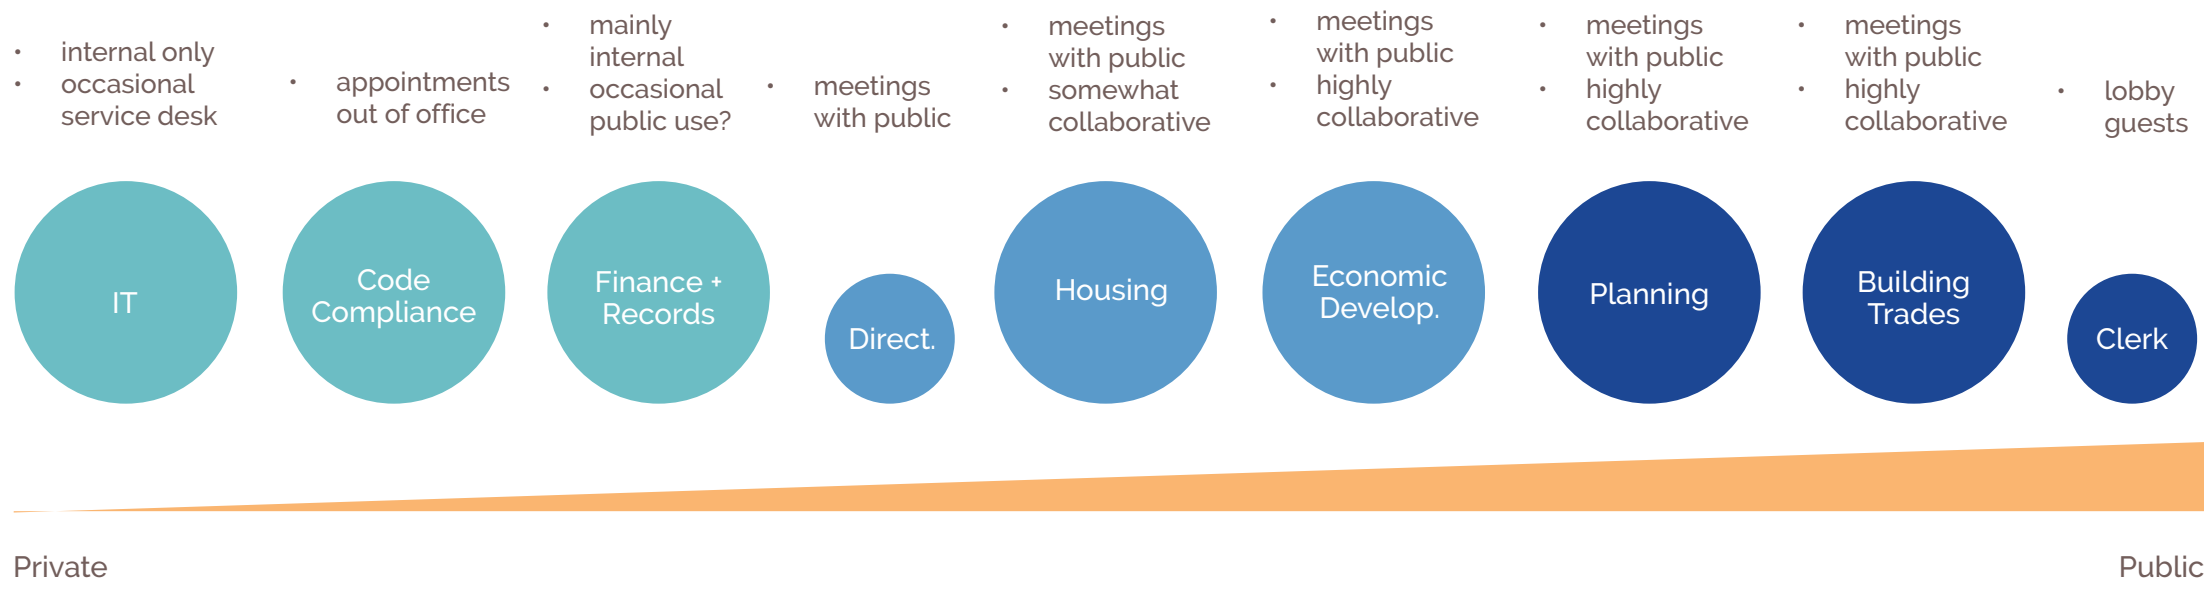 • internal only
• occasional
service desk
• appointments
out of office
• mainly
internal
• occasional
public use?
• meetings
with public
• meetings
with public
• somewhat
collaborative
• meetings
with public
• highly
collaborative
• meetings
with public
• highly
collaborative
• meetings
with public
• highly
collaborative
• lobby
guests
IT
Code
Compliance
Finance +
Records
Direct.
Housing
Economic
Develop.
Planning
Building
Trades
Clerk
Private
Public